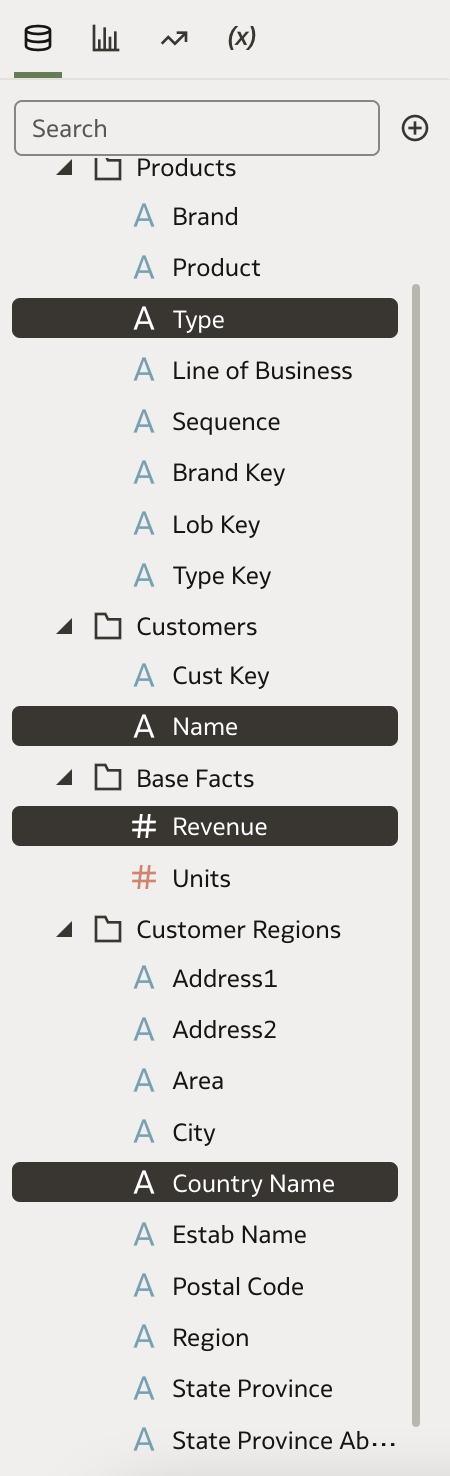 (x)
Search
Products
A Brand
A Product
A Type
A Line of Business
A Sequence
A Brand Key
A Lob Key
A Type Key
Customers
A Cust Key
A Name
Base Facts
# Revenue
# Units
Customer Regions
A Address1
A Address2
A Area
A City
A Country Name
A Estab Name
A Postal Code
A Region
A State Province
A State Province Ab...